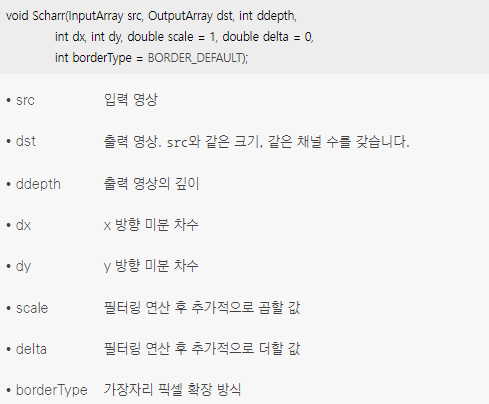 void Scharr(InputArray src, OutputArray dst, int ddepth,
int dx, int dy, double scale = 1, double delta = 0,
int borderType = BORDER_DEFAULT);
• src 입력 영상
• dst 출력 영상. src와 같은 크기, 같은 채널 수를 갖습니다.
• ddepth 출력 영상의 깊이
• dx x 방향 미분 차수
• dy y 방향 미분 차수
• scale 필터링 연산 후 추가적으로 곱할 값
• delta 필터링 연산 후 추가적으로 더할 값
• borderType 가장자리 픽셀 확장 방식